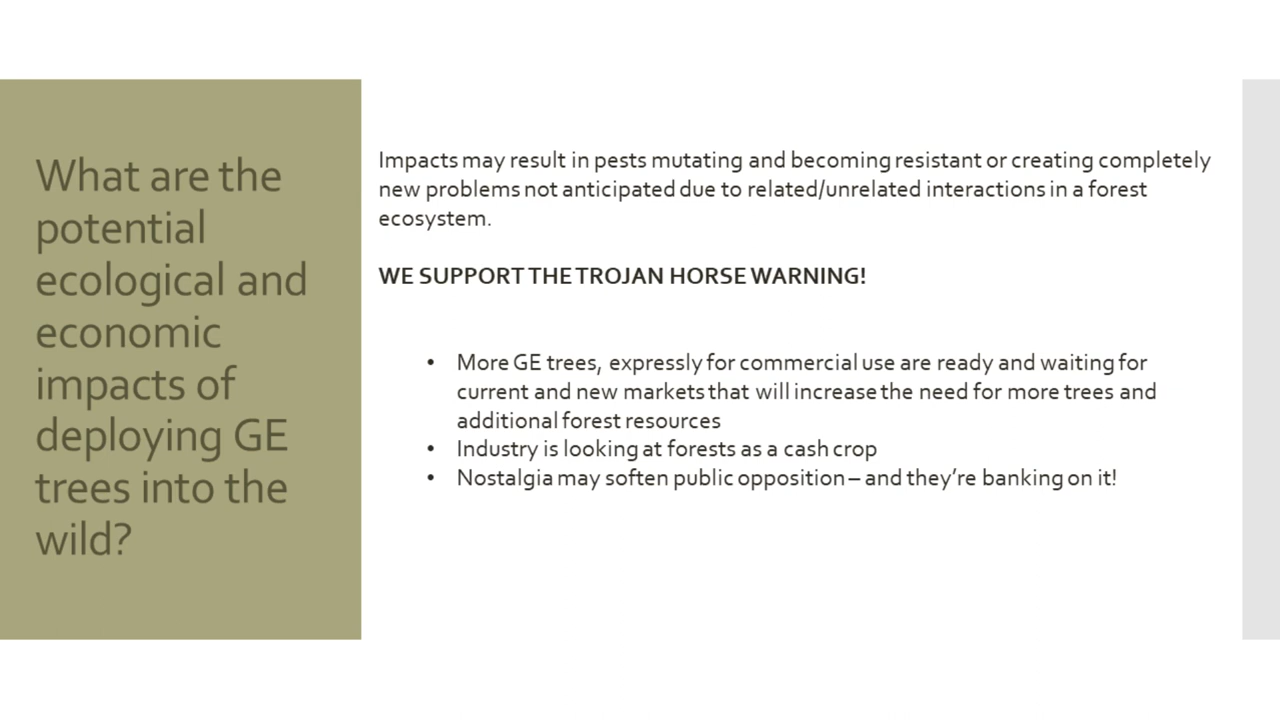 What are the
potential
ecological and
economic
impacts of
deploying GE
trees into the
wild?
Impacts may result in pests mutating and becoming resistant or creating completely
new problems not anticipated due to related/unrelated interactions in a forest
ecosystem.
WE SUPPORT THE TROJAN HORSE WARNING!
• More GE trees, expressly for commercial use are ready and waiting for
current and new markets that will increase the need for more trees and
additional forest resources
• Industry is looking at forests as a cash crop
• Nostalgia may soften public opposition – and they're banking on it!